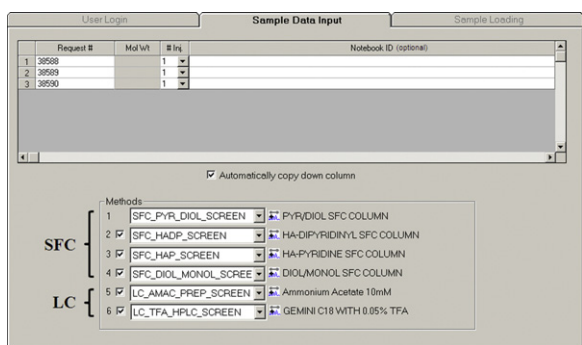 User Login Sample Data Input Sample Loading
Request # Mol Wt # Inj. Notebook ID (optional)
1 38588 1
2 38589 1
3 38590 1
Automatically copy down column
Methods
SFC
1 SFC_PYR_DIOL_SCREEN PYR/DIOL SFC COLUMN
2 SFC_HADP_SCREEN HA-DIPYRIDINYL SFC COLUMN
3 SFC_HAP_SCREEN HA-PYRIDINE SFC COLUMN
4 SFC_DIOL_MONOL_SCREE DIOL/MONOL SFC COLUMN
LC
5 LC_AMAC_PREP_SCREEN Ammonium Acetate 10mM
6 LC_TFA_HPLC_SCREEN GEMINI C18 WITH 0.05% TFA